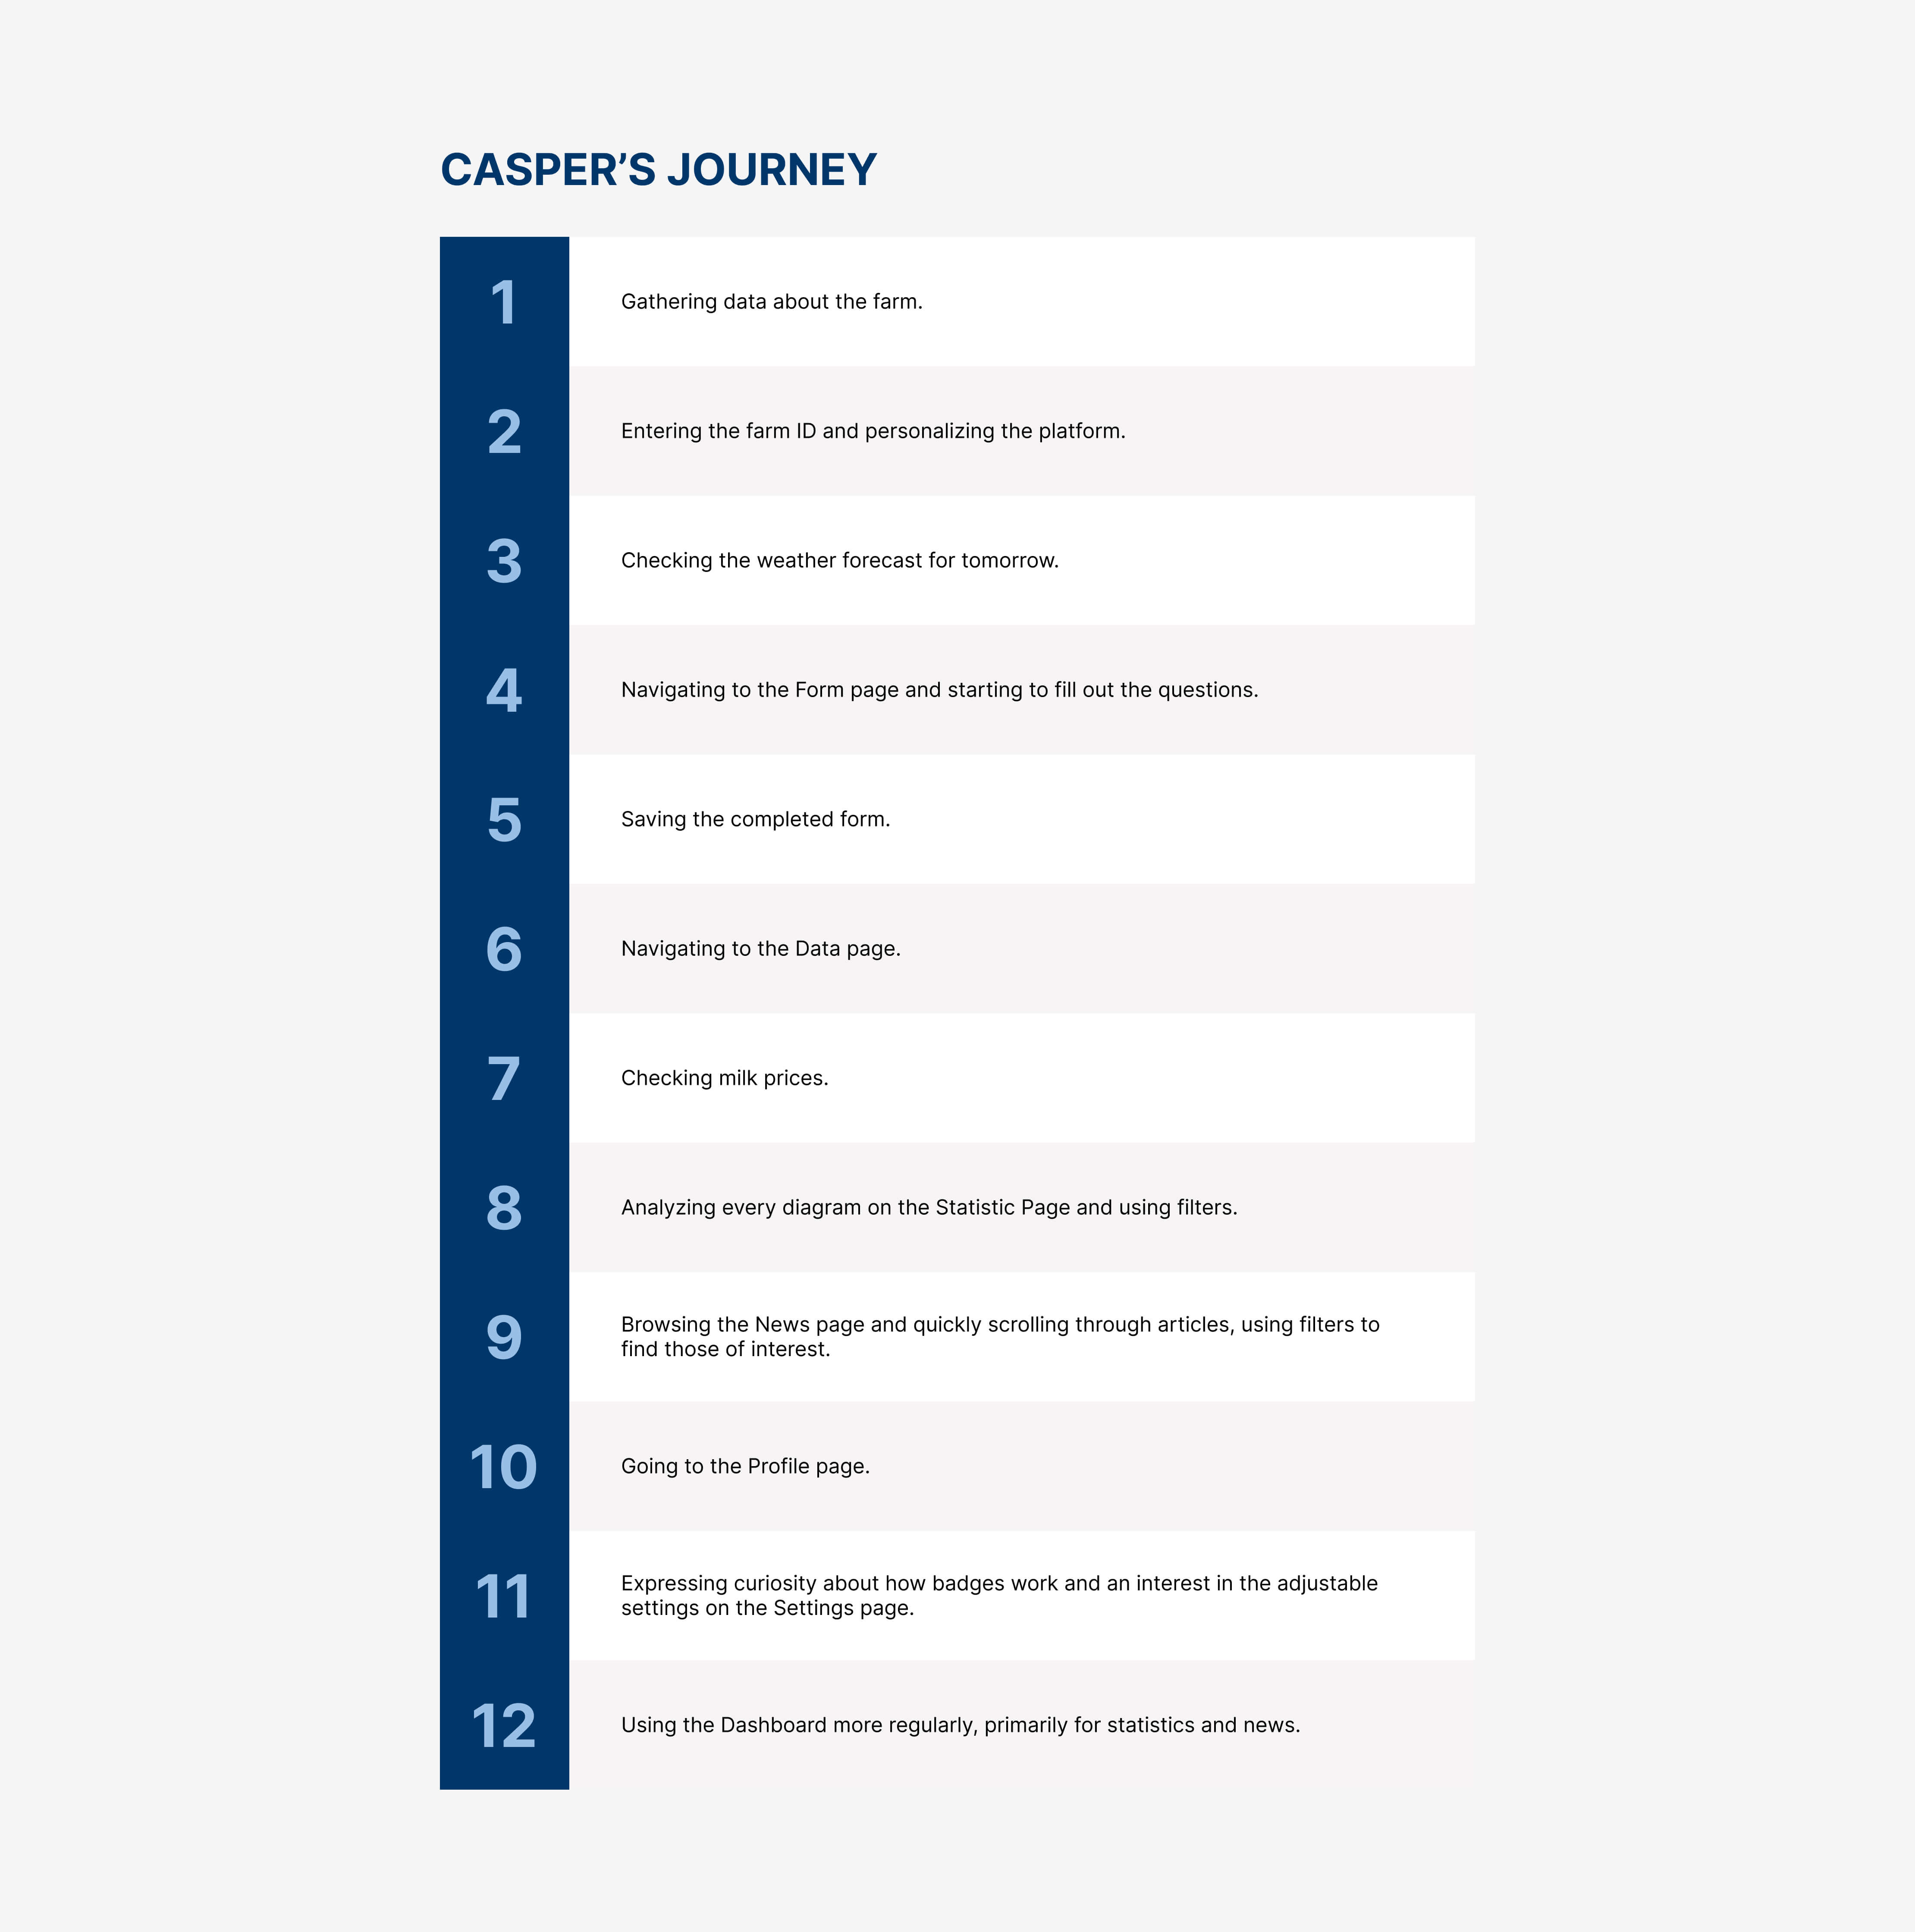 CASPER’S JOURNEY
1
Gathering data about the farm.
2
Entering the farm ID and personalizing the platform.
3
Checking the weather forecast for tomorrow.
4
Navigating to the Form page and starting to fill out the questions.
5
Saving the completed form.
6
Navigating to the Data page.
7
Checking milk prices.
8
Analyzing every diagram on the Statistic Page and using filters.
9
Browsing the News page and quickly scrolling through articles, using filters to
find those of interest.
10
Going to the Profile page.
11
Expressing curiosity about how badges work and an interest in the adjustable
settings on the Settings page.
12
Using the Dashboard more regularly, primarily for statistics and news.